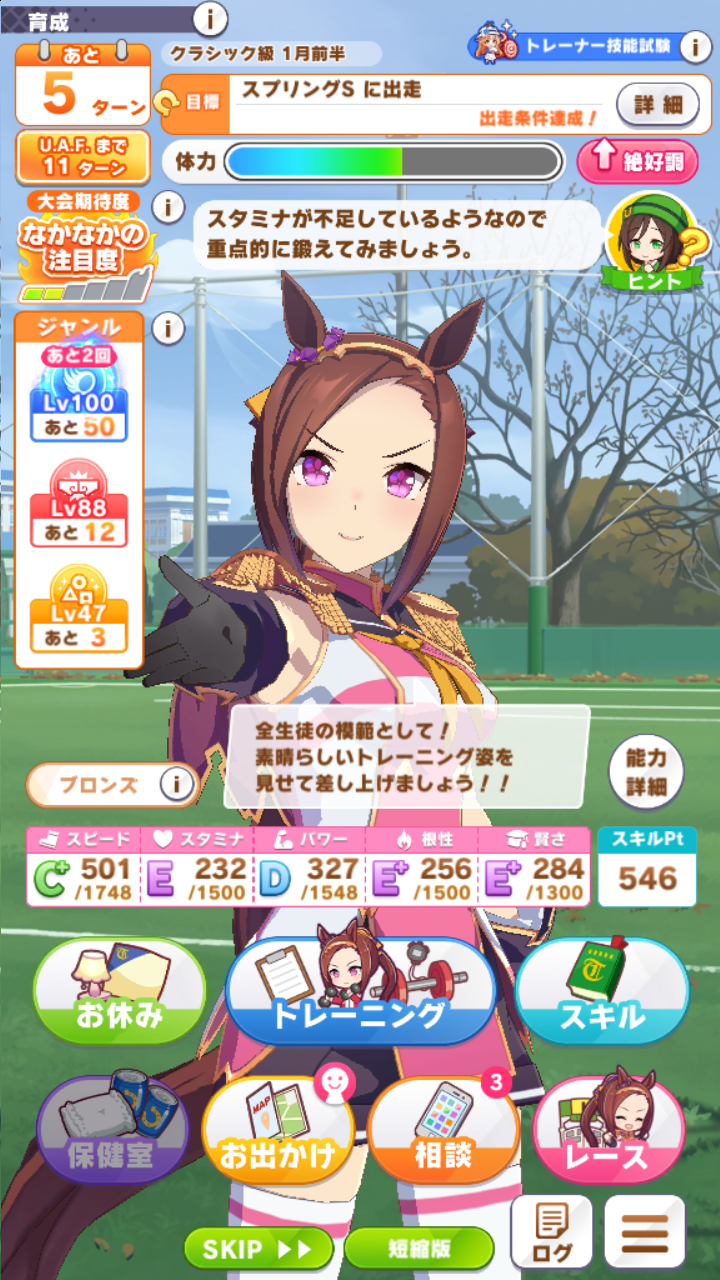 育成
i
クラシック級 1月前半
トレーナー技能試験
i
あと
5 ターン
目標
スプリングS に出走
出走条件達成！
詳細
U.A.F. まで
11 ターン
体力
絶好調
大会期待度
i
なかなかの
注目度
スタミナが不足しているようなので
重点的に鍛えてみましょう。
ヒント
ジャンル
i
あと2回
Lv100
あと 50
Lv88
あと 12
Lv47
あと 3
全生徒の模範として！
素晴らしいトレーニング姿を
見せて差し上げましょう！！
ブロンズ
i
能力
詳細
スピード スタミナ パワー 根性 賢さ スキルPt
C+ 501 /1748
E 232 /1500
D 327 /1548
E+ 256 /1500
E+ 284 /1300
546
お休み
トレーニング
スキル
保健室
MAP
お出かけ
3
相談
レース
SKIP
短縮版
ログ